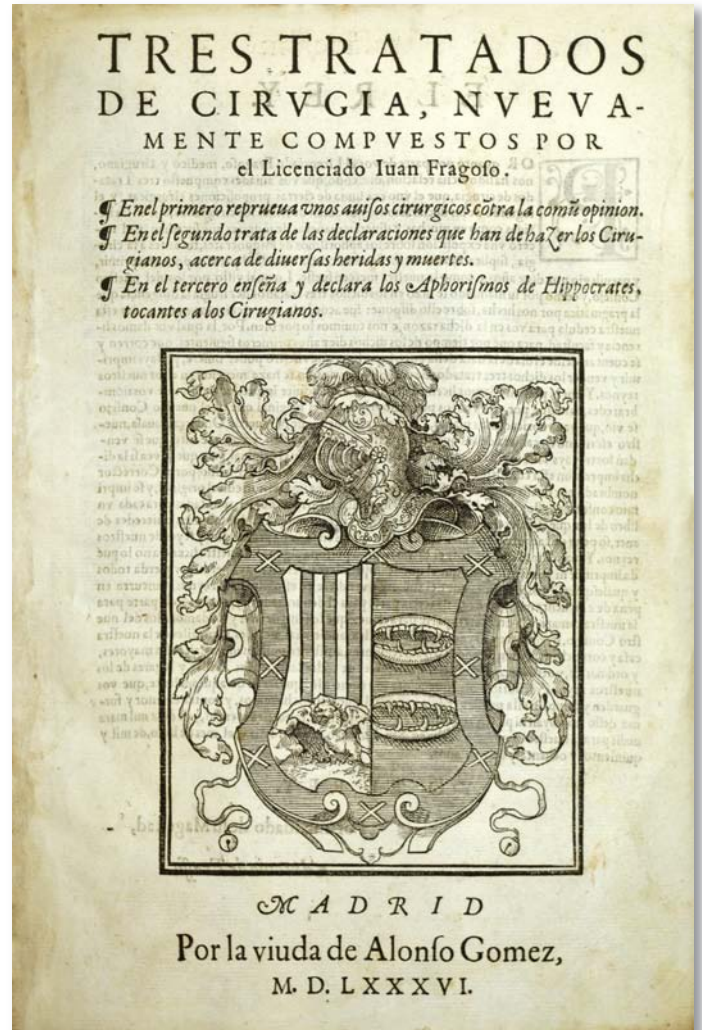 TRES TRATADOS
DE CIRVGIA, NVEVA-
MENTE COMPVESTOS POR
el Licenciado Iuan Fragoſo.
¶ Enel primero reprueua vnos auiſos cirurgicos cõtra la comũ opinion.
¶ En el ſegundo trata de las declaraciones que han de hazer los Ciru-
gianos, acerca de diuerſas heridas y muertes.
¶ En el tercero enſeña y declara los Aphoriſmos de Hippocrates,
tocantes a los Cirugianos.
MADRID
Por la viuda de Alonſo Gomez,
M. D. LXXXVI.